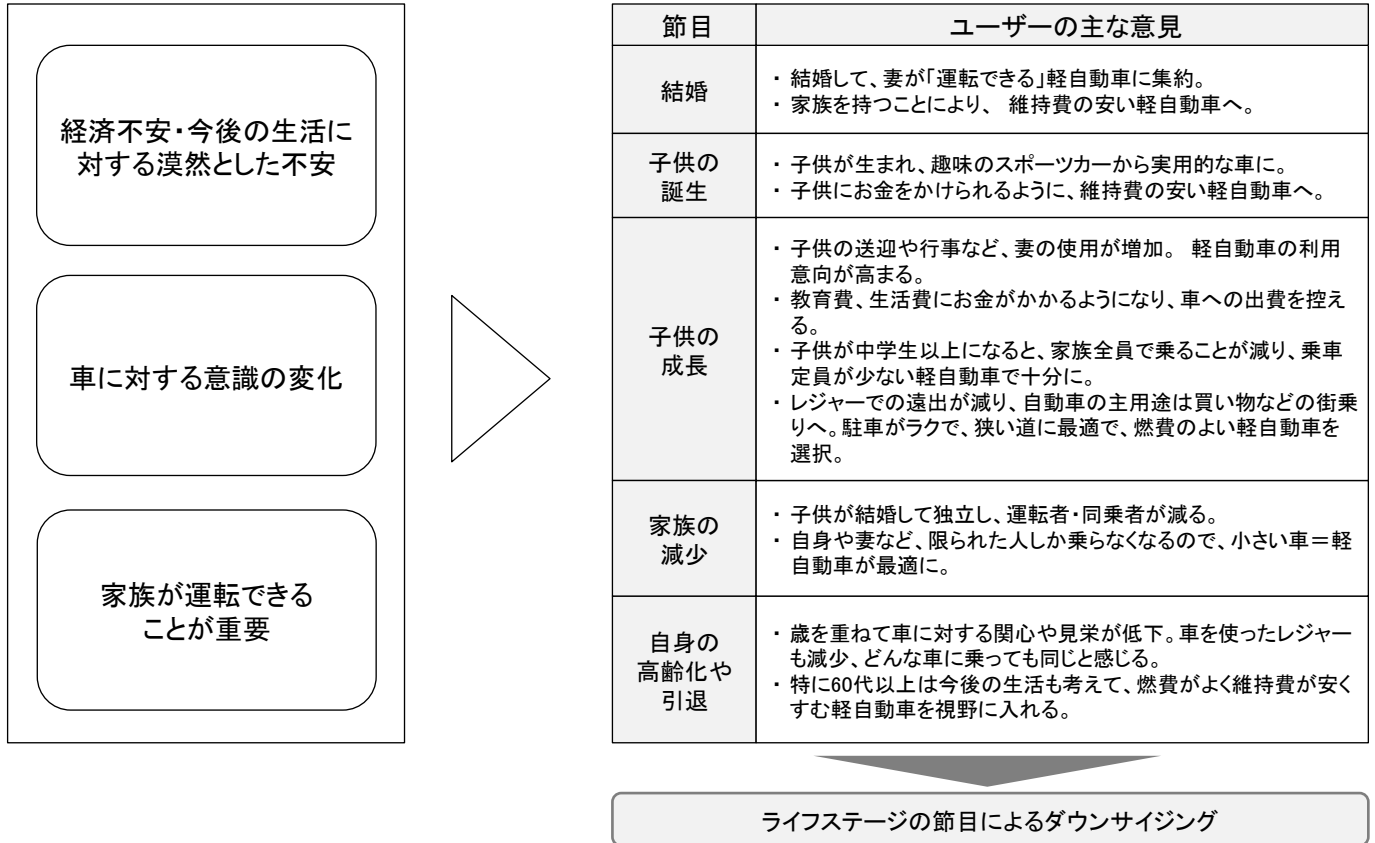 経済不安・今後の生活に
対する漠然とした不安
車に対する意識の変化
家族が運転できる
ことが重要
節目
ユーザーの主な意見
結婚
・ 結婚して、妻が「運転できる」軽自動車に集約。
・ 家族を持つことにより、 維持費の安い軽自動車へ。
子供の
誕生
・ 子供が生まれ、趣味のスポーツカーから実用的な車に。
・ 子供にお金をかけられるように、維持費の安い軽自動車へ。
子供の
成長
・ 子供の送迎や行事など、妻の使用が増加。 軽自動車の利用
意向が高まる。
・ 教育費、生活費にお金がかかるようになり、車への出費を控え
る。
・ 子供が中学生以上になると、家族全員で乗ることが減り、乗車
定員が少ない軽自動車で十分に。
・ レジャーでの遠出が減り、自動車の主用途は買い物などの街乗
りへ。駐車がラクで、狭い道に最適で、燃費のよい軽自動車を
選択。
家族の
減少
・ 子供が結婚して独立し、運転者・同乗者が減る。
・ 自身や妻など、限られた人しか乗らなくなるので、小さい車＝軽
自動車が最適に。
自身の
高齢化や
引退
・ 歳を重ねて車に対する関心や見栄が低下。車を使ったレジャー
も減少、どんな車に乗っても同じと感じる。
・ 特に60代以上は今後の生活も考えて、燃費がよく維持費が安く
すむ軽自動車を視野に入れる。
ライフステージの節目によるダウンサイジング